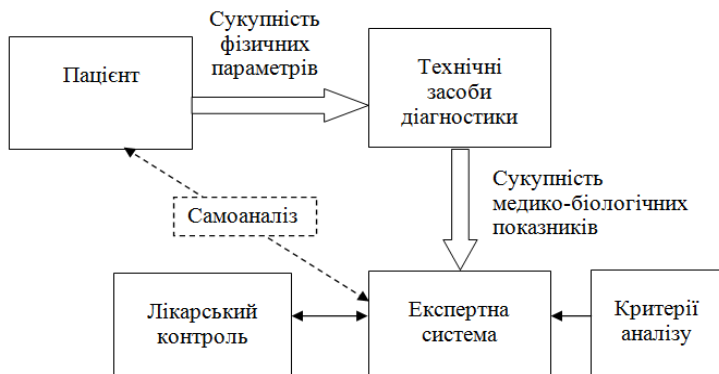 Сукупність
фізичних
параметрів
Пацієнт
Технічні
засоби
діагностики
Сукупність
медико-біологічних
показників
Самоаналіз
Лікарський
контроль
Експертна
система
Критерії
аналізу